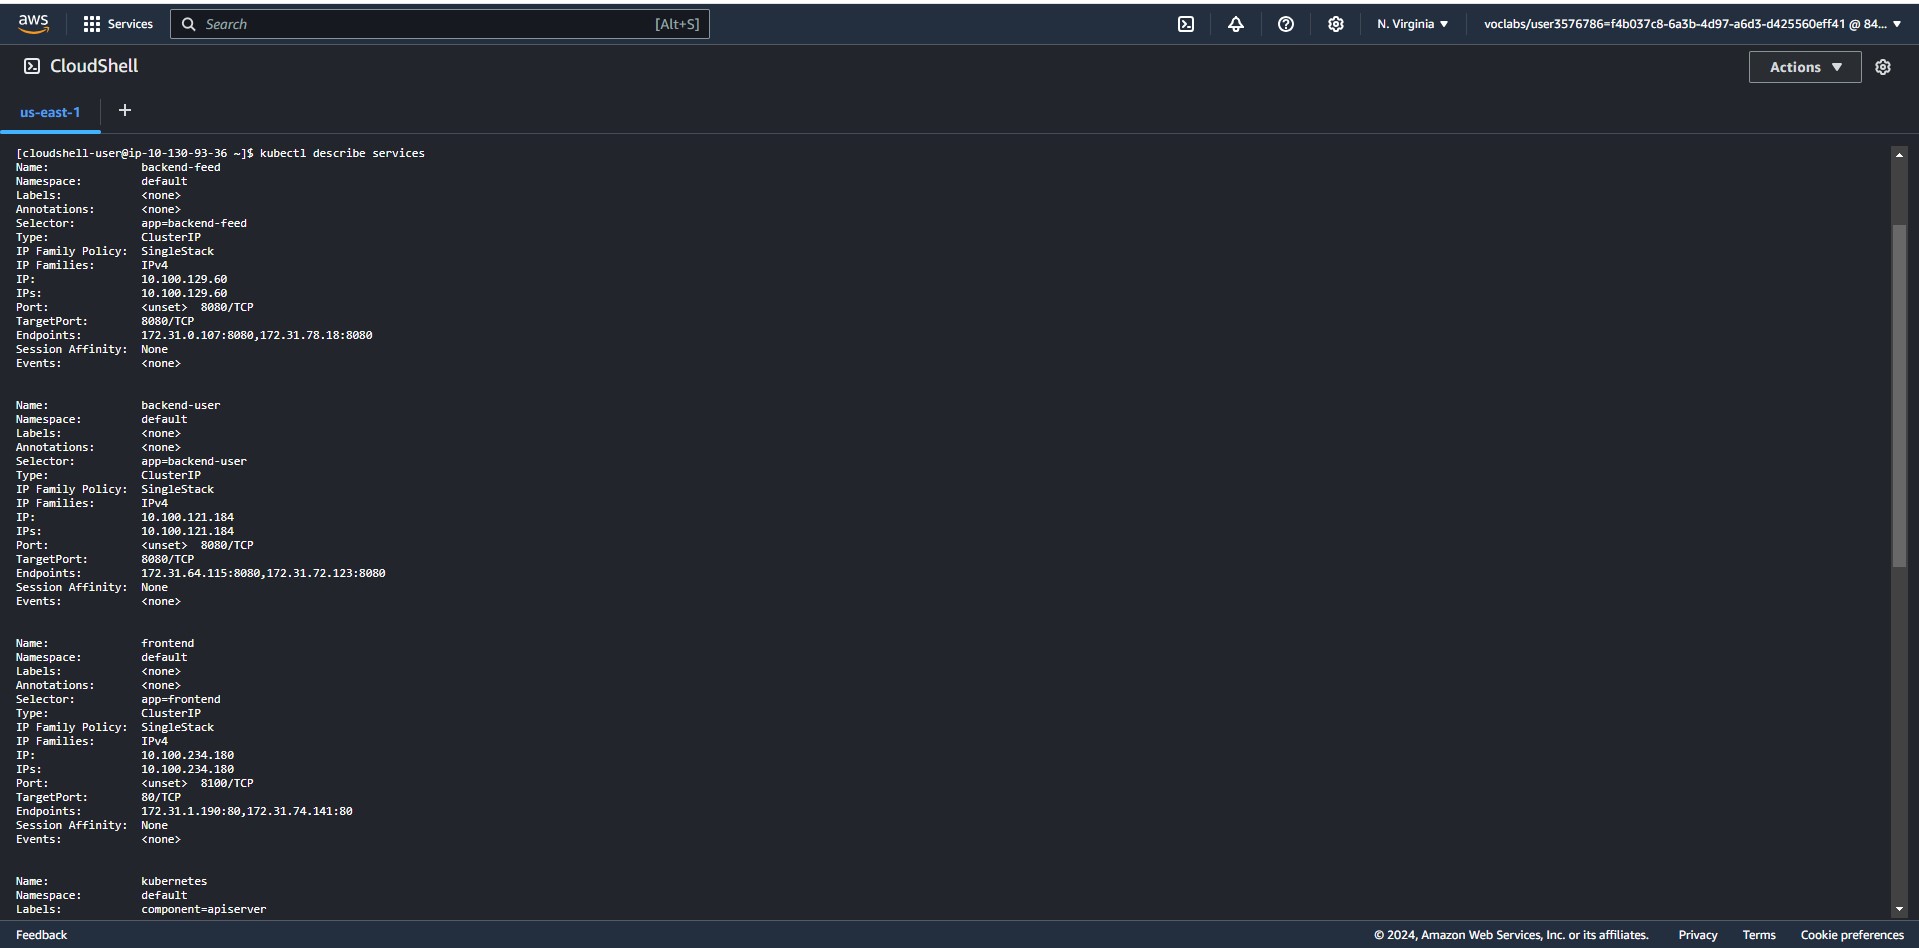 aws Services Search [Alt+S] N. Virginia voclabs/user3576786=f4b037c8-6a3b-4d97-a6d3-d425560eff41 @ 84...
CloudShell Actions
us-east-1 +
[cloudshell-user@ip-10-130-93-36 ~]$ kubectl describe services
Name: backend-feed
Namespace: default
Labels: <none>
Annotations: <none>
Selector: app=backend-feed
Type: ClusterIP
IP Family Policy: SingleStack
IP Families: IPv4
IP: 10.100.129.60
IPs: 10.100.129.60
Port: <unset> 8080/TCP
TargetPort: 8080/TCP
Endpoints: 172.31.0.107:8080,172.31.78.18:8080
Session Affinity: None
Events: <none>
Name: backend-user
Namespace: default
Labels: <none>
Annotations: <none>
Selector: app=backend-user
Type: ClusterIP
IP Family Policy: SingleStack
IP Families: IPv4
IP: 10.100.121.184
IPs: 10.100.121.184
Port: <unset> 8080/TCP
TargetPort: 8080/TCP
Endpoints: 172.31.64.115:8080,172.31.72.123:8080
Session Affinity: None
Events: <none>
Name: frontend
Namespace: default
Labels: <none>
Annotations: <none>
Selector: app=frontend
Type: ClusterIP
IP Family Policy: SingleStack
IP Families: IPv4
IP: 10.100.234.180
IPs: 10.100.234.180
Port: <unset> 8100/TCP
TargetPort: 80/TCP
Endpoints: 172.31.1.190:80,172.31.74.141:80
Session Affinity: None
Events: <none>
Name: kubernetes
Namespace: default
Labels: component=apiserver
Feedback © 2024, Amazon Web Services, Inc. or its affiliates. Privacy Terms Cookie preferences